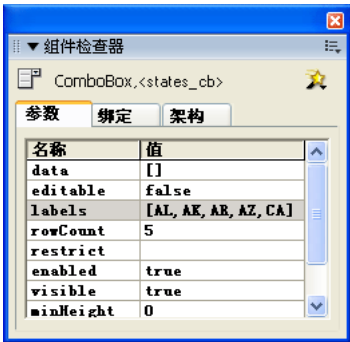 组件检查器
ComboBox,<states_cb>
参数 绑定 架构
名称 值
data []
editable false
labels [AL, AK, AR, AZ, CA]
rowCount 5
restrict
enabled true
visible true
minHeight 0